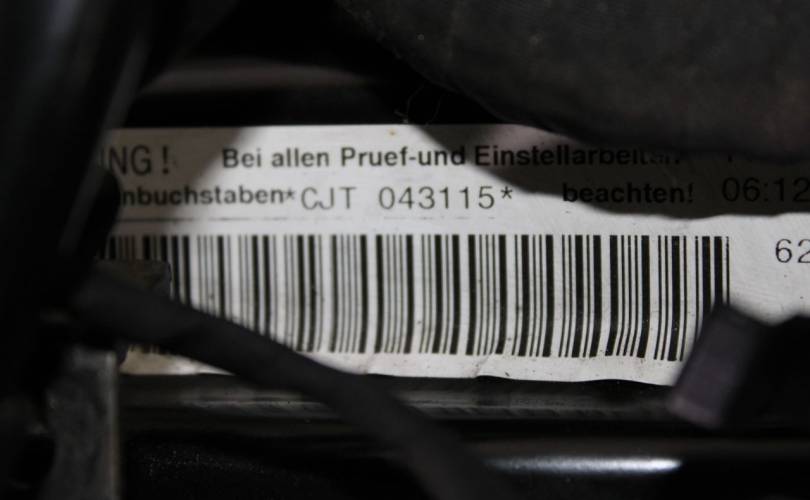 NG! Bei allen Pruef-und Einstellarbeiten
nbuchstaben*CJT 043115* beachten! 06:12
62